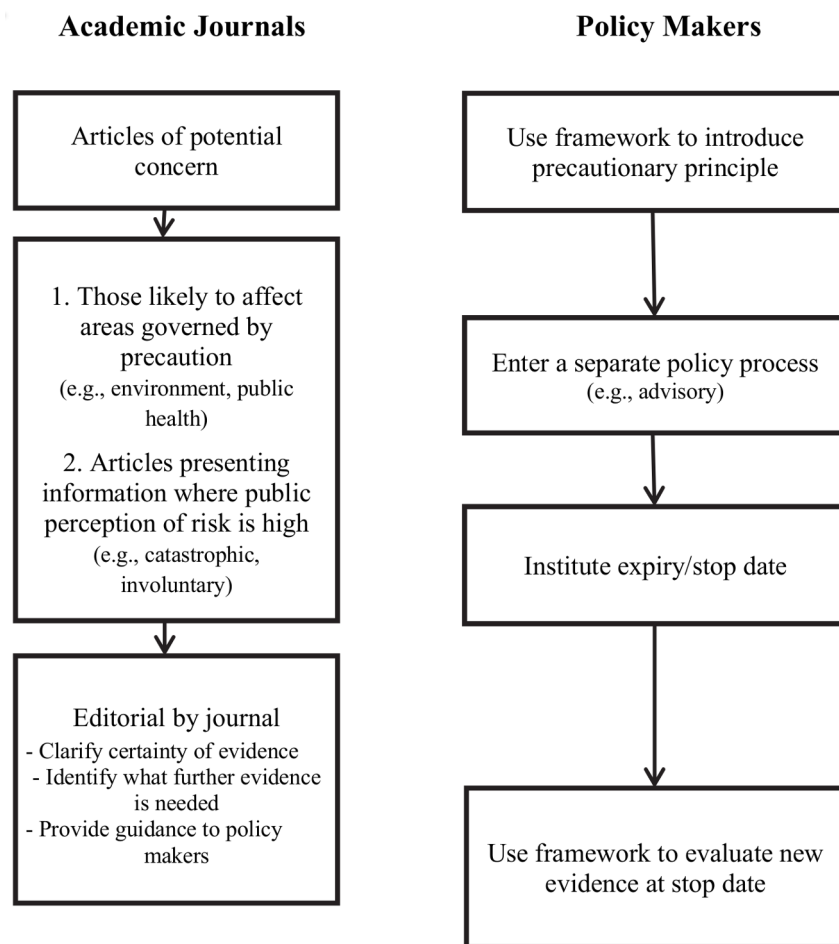 Academic Journals
Articles of potential
concern
1. Those likely to affect
areas governed by
precaution
(e.g., environment, public
health)
2. Articles presenting
information where public
perception of risk is high
(e.g., catastrophic,
involuntary)
Editorial by journal
- Clarify certainty of evidence
- Identify what further evidence
is needed
- Provide guidance to policy
makers
Policy Makers
Use framework to introduce
precautionary principle
Enter a separate policy process
(e.g., advisory)
Institute expiry/stop date
Use framework to evaluate new
evidence at stop date